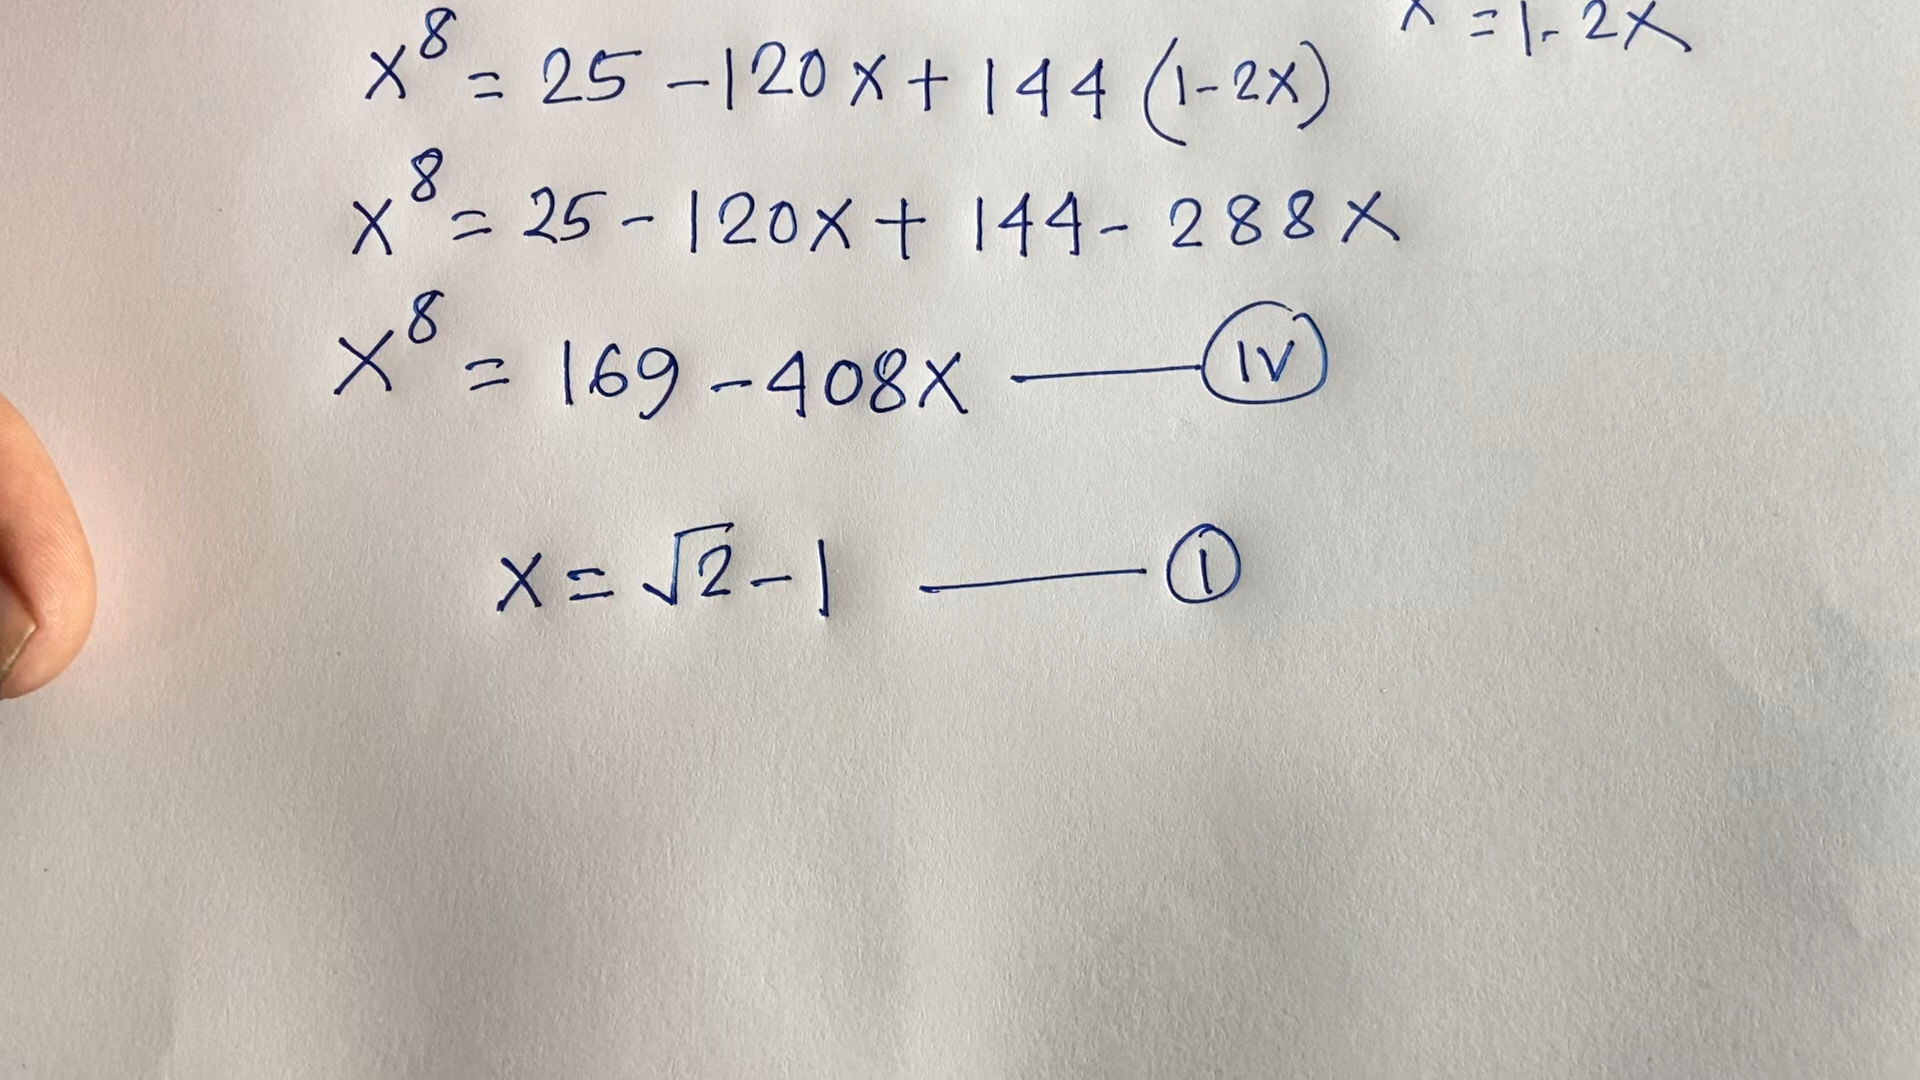 x = 1 - 2x
x⁸ = 25 - 120x + 144 (1 - 2x)
x⁸ = 25 - 120x + 144 - 288x
x⁸ = 169 - 408x —— IV
x = √2 - 1 —— I